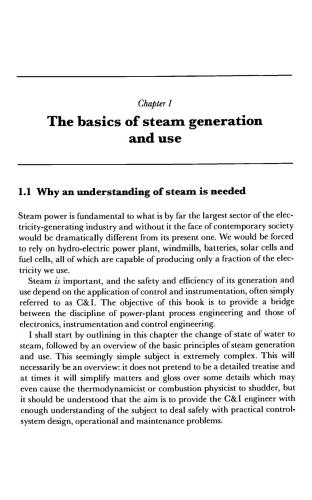 Chapter 1
The basics of steam generation
and use
1.1 Why an understanding of steam is needed
Steam power is fundamental to what is by far the largest sector of the elec-
tricity-generating industry and without it the face of contemporary society
would be dramatically different from its present one. We would be forced
to rely on hydro-electric power plant, windmills, batteries, solar cells and
fuel cells, all of which are capable of producing only a fraction of the elec-
tricity we use.
Steam is important, and the safety and efficiency of its generation and
use depend on the application of control and instrumentation, often simply
referred to as C&I. The objective of this book is to provide a bridge
between the discipline of power-plant process engineering and those of
electronics, instrumentation and control engineering.
I shall start by outlining in this chapter the change of state of water to
steam, followed by an overview of the basic principles of steam generation
and use. This seemingly simple subject is extremely complex. This will
necessarily be an overview: it does not pretend to be a detailed treatise and
at times it will simplify matters and gloss over some details which may
even cause the thermodynamicist or combustion physicist to shudder, but
it should be understood that the aim is to provide the C&I engineer with
enough understanding of the subject to deal safely with practical control-
system design, operational and maintenance problems.